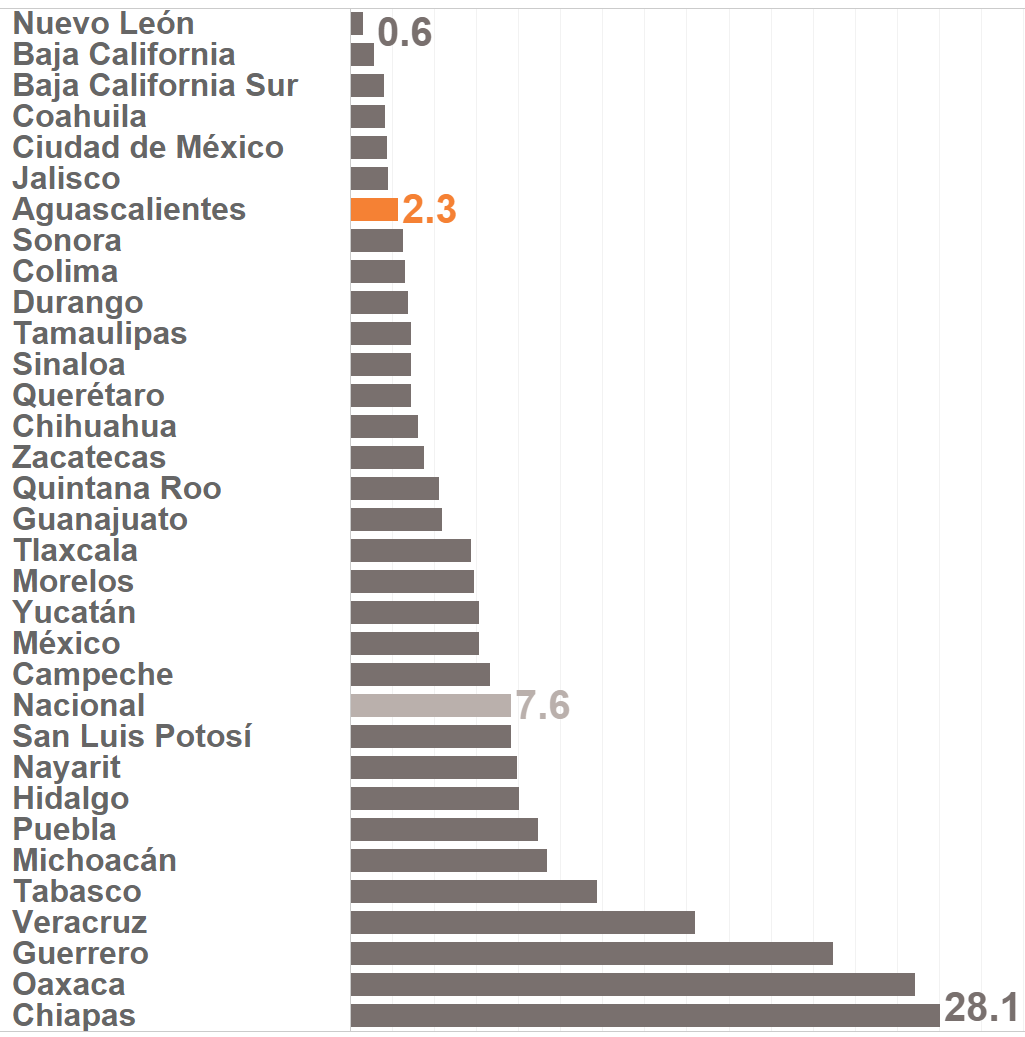 Nuevo León 0.6
Baja California
Baja California Sur
Coahuila
Ciudad de México
Jalisco
Aguascalientes 2.3
Sonora
Colima
Durango
Tamaulipas
Sinaloa
Querétaro
Chihuahua
Zacatecas
Quintana Roo
Guanajuato
Tlaxcala
Morelos
Yucatán
México
Campeche
Nacional 7.6
San Luis Potosí
Nayarit
Hidalgo
Puebla
Michoacán
Tabasco
Veracruz
Guerrero
Oaxaca
Chiapas 28.1